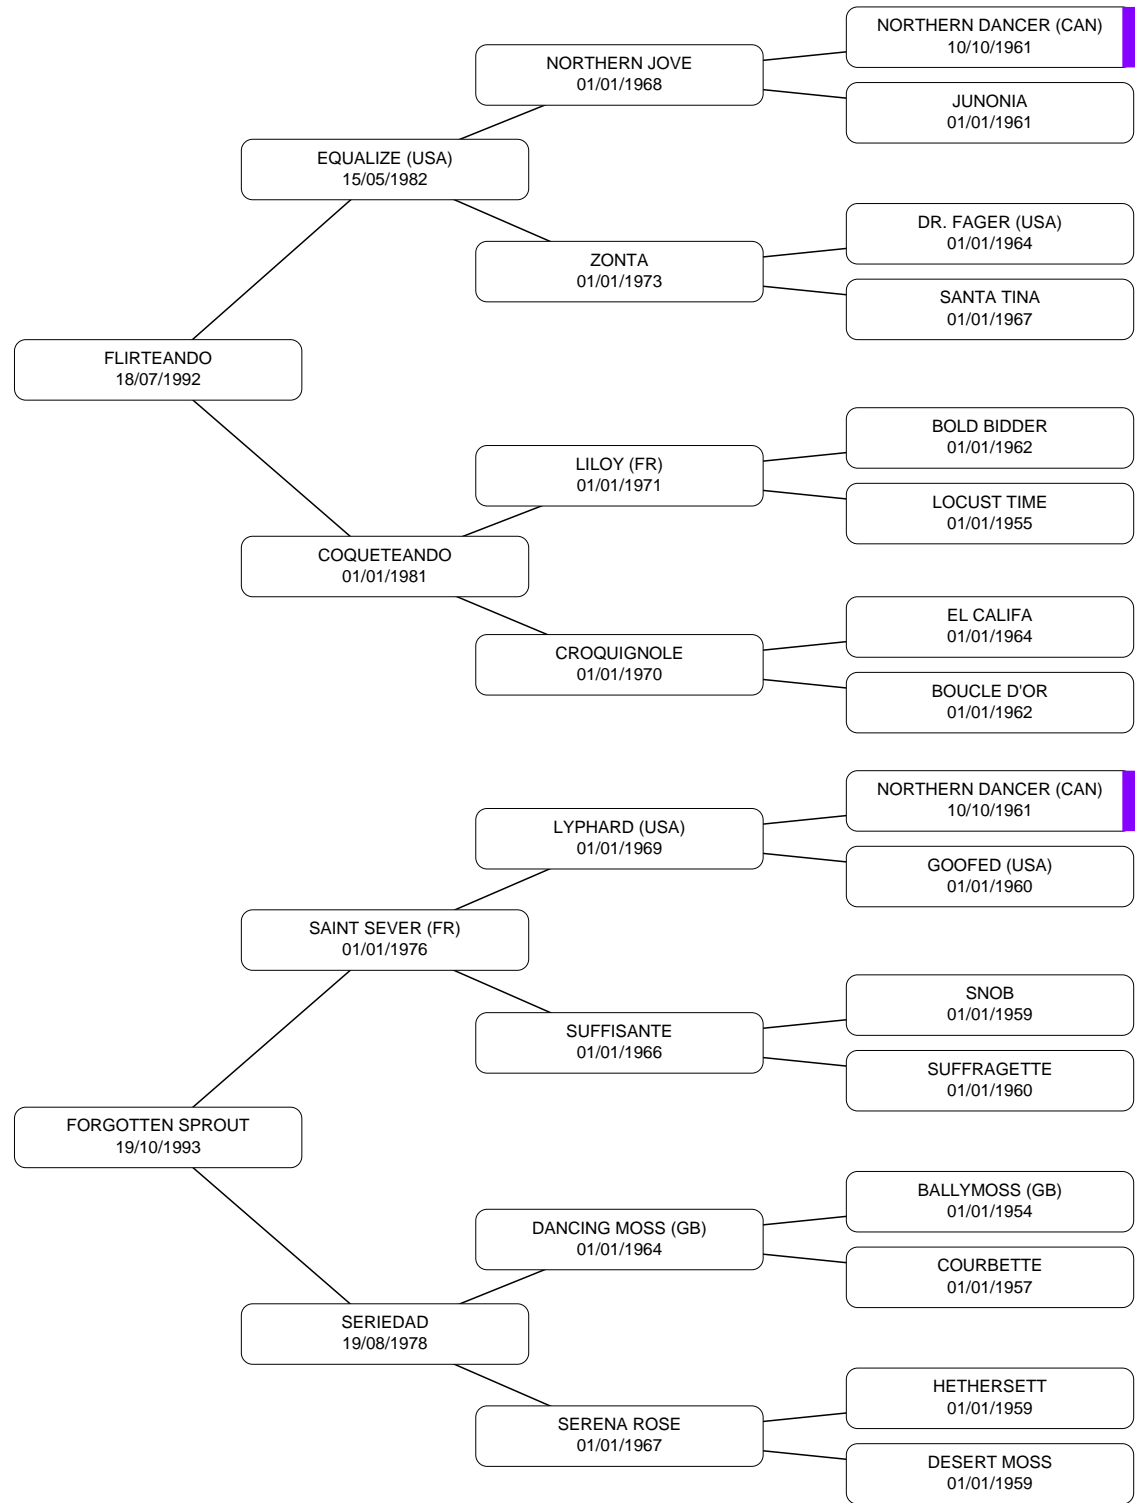 NORTHERN DANCER (CAN)
10/10/1961
NORTHERN JOVE
01/01/1968
JUNONIA
01/01/1961
EQUALIZE (USA)
15/05/1982
DR. FAGER (USA)
01/01/1964
ZONTA
01/01/1973
SANTA TINA
01/01/1967
FLIRTEANDO
18/07/1992
BOLD BIDDER
01/01/1962
LILOY (FR)
01/01/1971
LOCUST TIME
01/01/1955
COQUETEANDO
01/01/1981
EL CALIFA
01/01/1964
CROQUIGNOLE
01/01/1970
BOUCLE D'OR
01/01/1962
NORTHERN DANCER (CAN)
10/10/1961
LYPHARD (USA)
01/01/1969
GOOFED (USA)
01/01/1960
SAINT SEVER (FR)
01/01/1976
SNOB
01/01/1959
SUFFISANTE
01/01/1966
SUFFRAGETTE
01/01/1960
FORGOTTEN SPROUT
19/10/1993
BALLYMOSS (GB)
01/01/1954
DANCING MOSS (GB)
01/01/1964
COURBETTE
01/01/1957
SERIEDAD
19/08/1978
HETHERSETT
01/01/1959
SERENA ROSE
01/01/1967
DESERT MOSS
01/01/1959